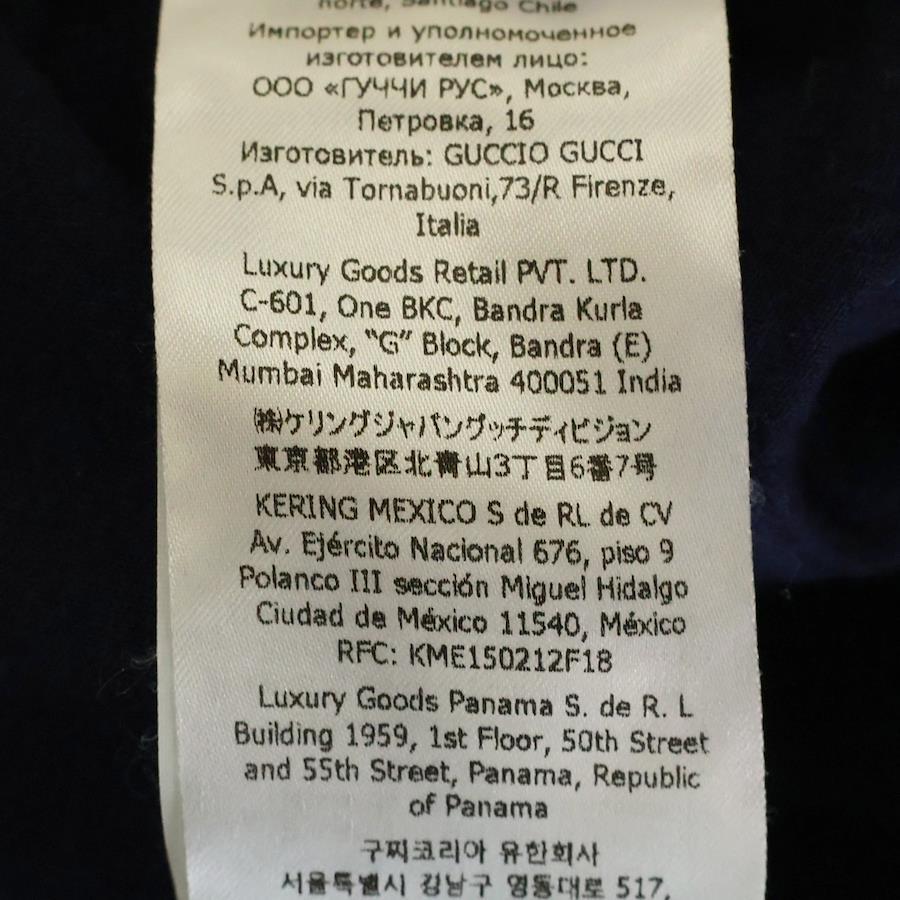 norte, Santiago Chile
Импортер и уполномоченное
изготовителем лицо:
ООО «ГУЧЧИ РУС», Москва,
Петровка, 16
Изготовитель: GUCCIO GUCCI
S.p.A, via Tornabuoni,73/R Firenze,
Italia
Luxury Goods Retail PVT. LTD.
C-601, One BKC, Bandra Kurla
Complex, “G” Block, Bandra (E)
Mumbai Maharashtra 400051 India
㈱ケリングジャパングッチディビジョン
東京都港区北青山3丁目6番7号
KERING MEXICO S de RL de CV
Av. Ejército Nacional 676, piso 9
Polanco III sección Miguel Hidalgo
Ciudad de México 11540, México
RFC: KME150212F18
Luxury Goods Panama S. de R. L
Building 1959, 1st Floor, 50th Street
and 55th Street, Panama, Republic
of Panama
구찌코리아 유한회사
서울특별시 강남구 영동대로 517,